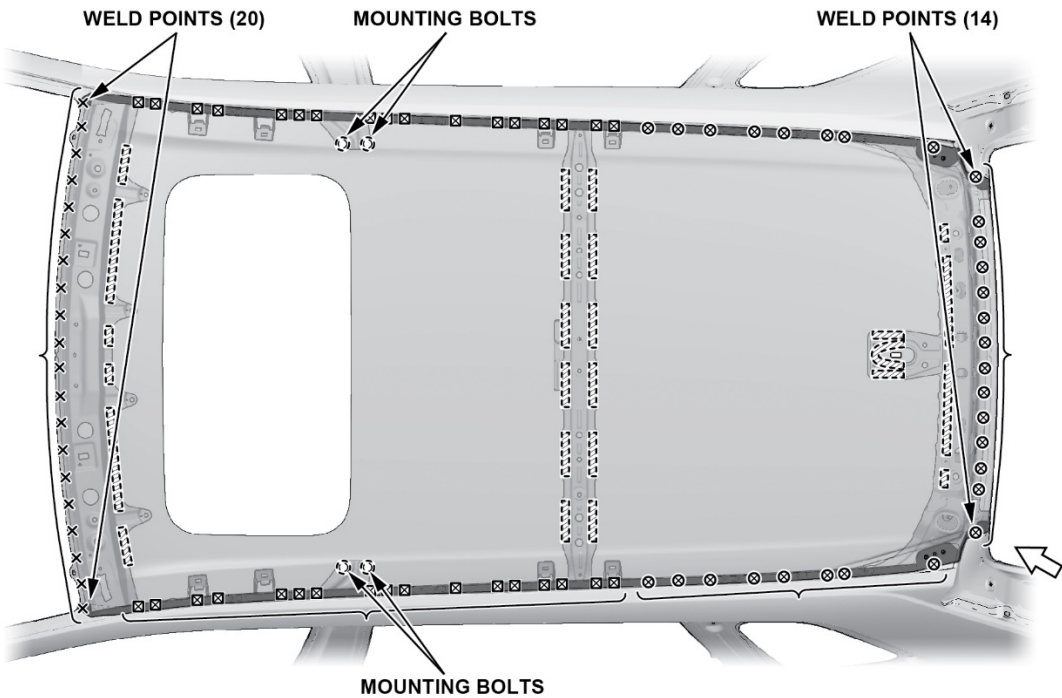 WELD POINTS (20)
MOUNTING BOLTS
WELD POINTS (14)
MOUNTING BOLTS